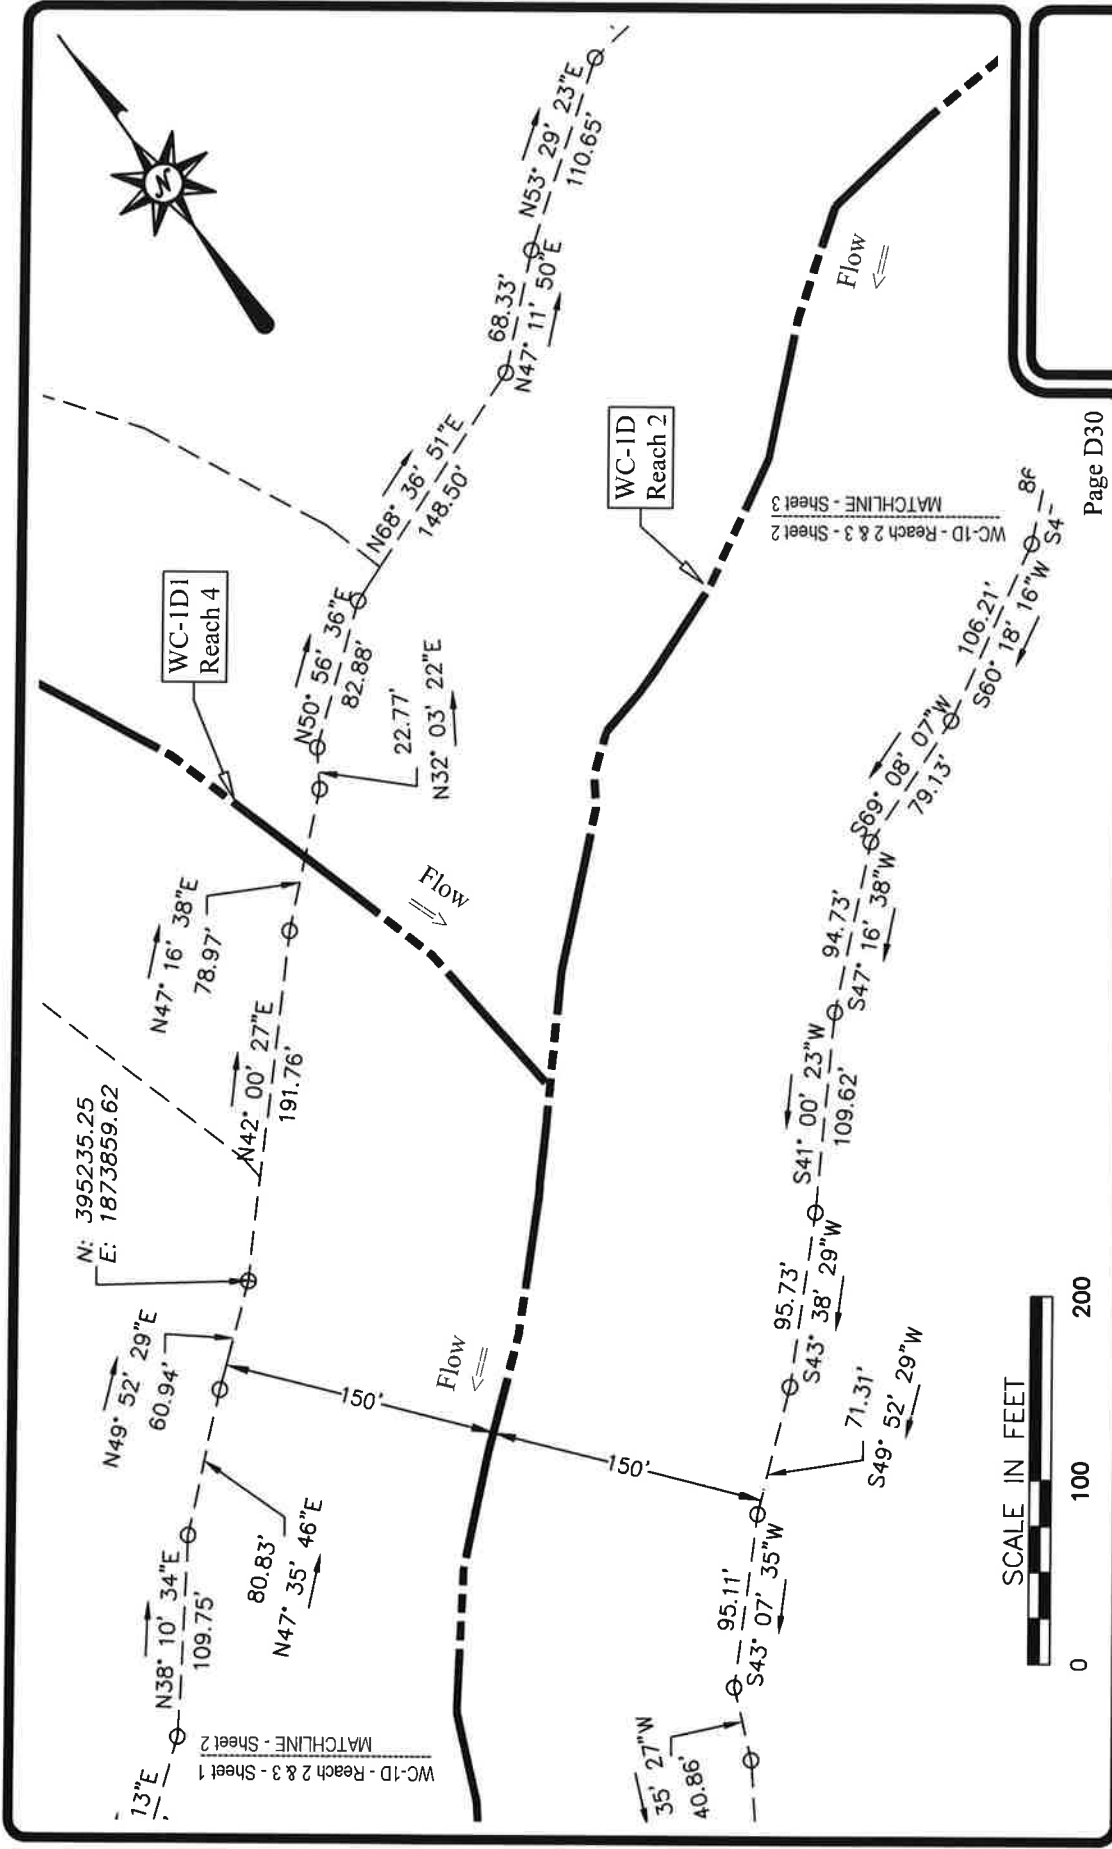 N
N53° 29' 23"E
110.65'
68.33'
N47° 11' 50"E
N68° 36' 51"E
148.50'
N50° 56' 36"E
82.88'
22.77'
N32° 03' 22"E
WC-1D1
Reach 4
Flow
N47° 16' 38"E
78.97'
N42° 00' 27"E
191.76'
N: 395235.25
E: 1873859.62
N49° 52' 29"E
60.94'
80.83'
N47° 35' 46"E
N38° 10' 34"E
109.75'
13"E
WC-1D - Reach 2 & 3 - Sheet 1
MATCHLINE - Sheet 2
150'
150'
Flow
Flow
WC-1D
Reach 2
WC-1D - Reach 2 & 3 - Sheet 2
MATCHLINE - Sheet 3
35' 27"W
40.86'
95.11'
S43° 07' 35"W
71.31'
S49° 52' 29"W
95.73'
S43° 38' 29"W
S41° 00' 23"W
109.62'
94.73'
S47° 16' 38"W
S69° 08' 07"W
79.13'
106.21'
S60° 18' 16"W
86
S4
SCALE IN FEET
0 100 200
Page D30